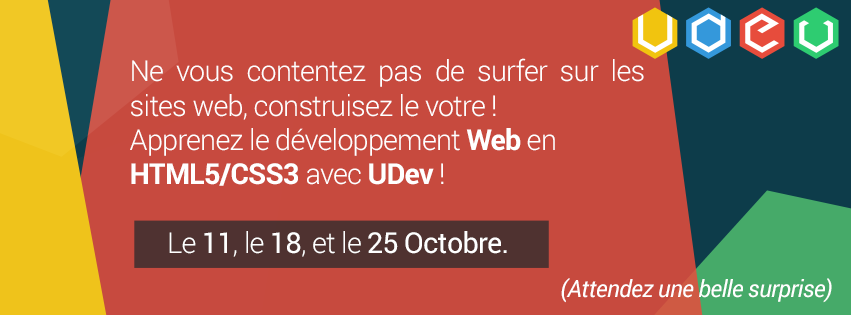 UDEV
Ne vous contentez pas de surfer sur les
sites web, construisez le votre !
Apprenez le développement Web en
HTML5/CSS3 avec UDev !
Le 11, le 18, et le 25 Octobre.
(Attendez une belle surprise)